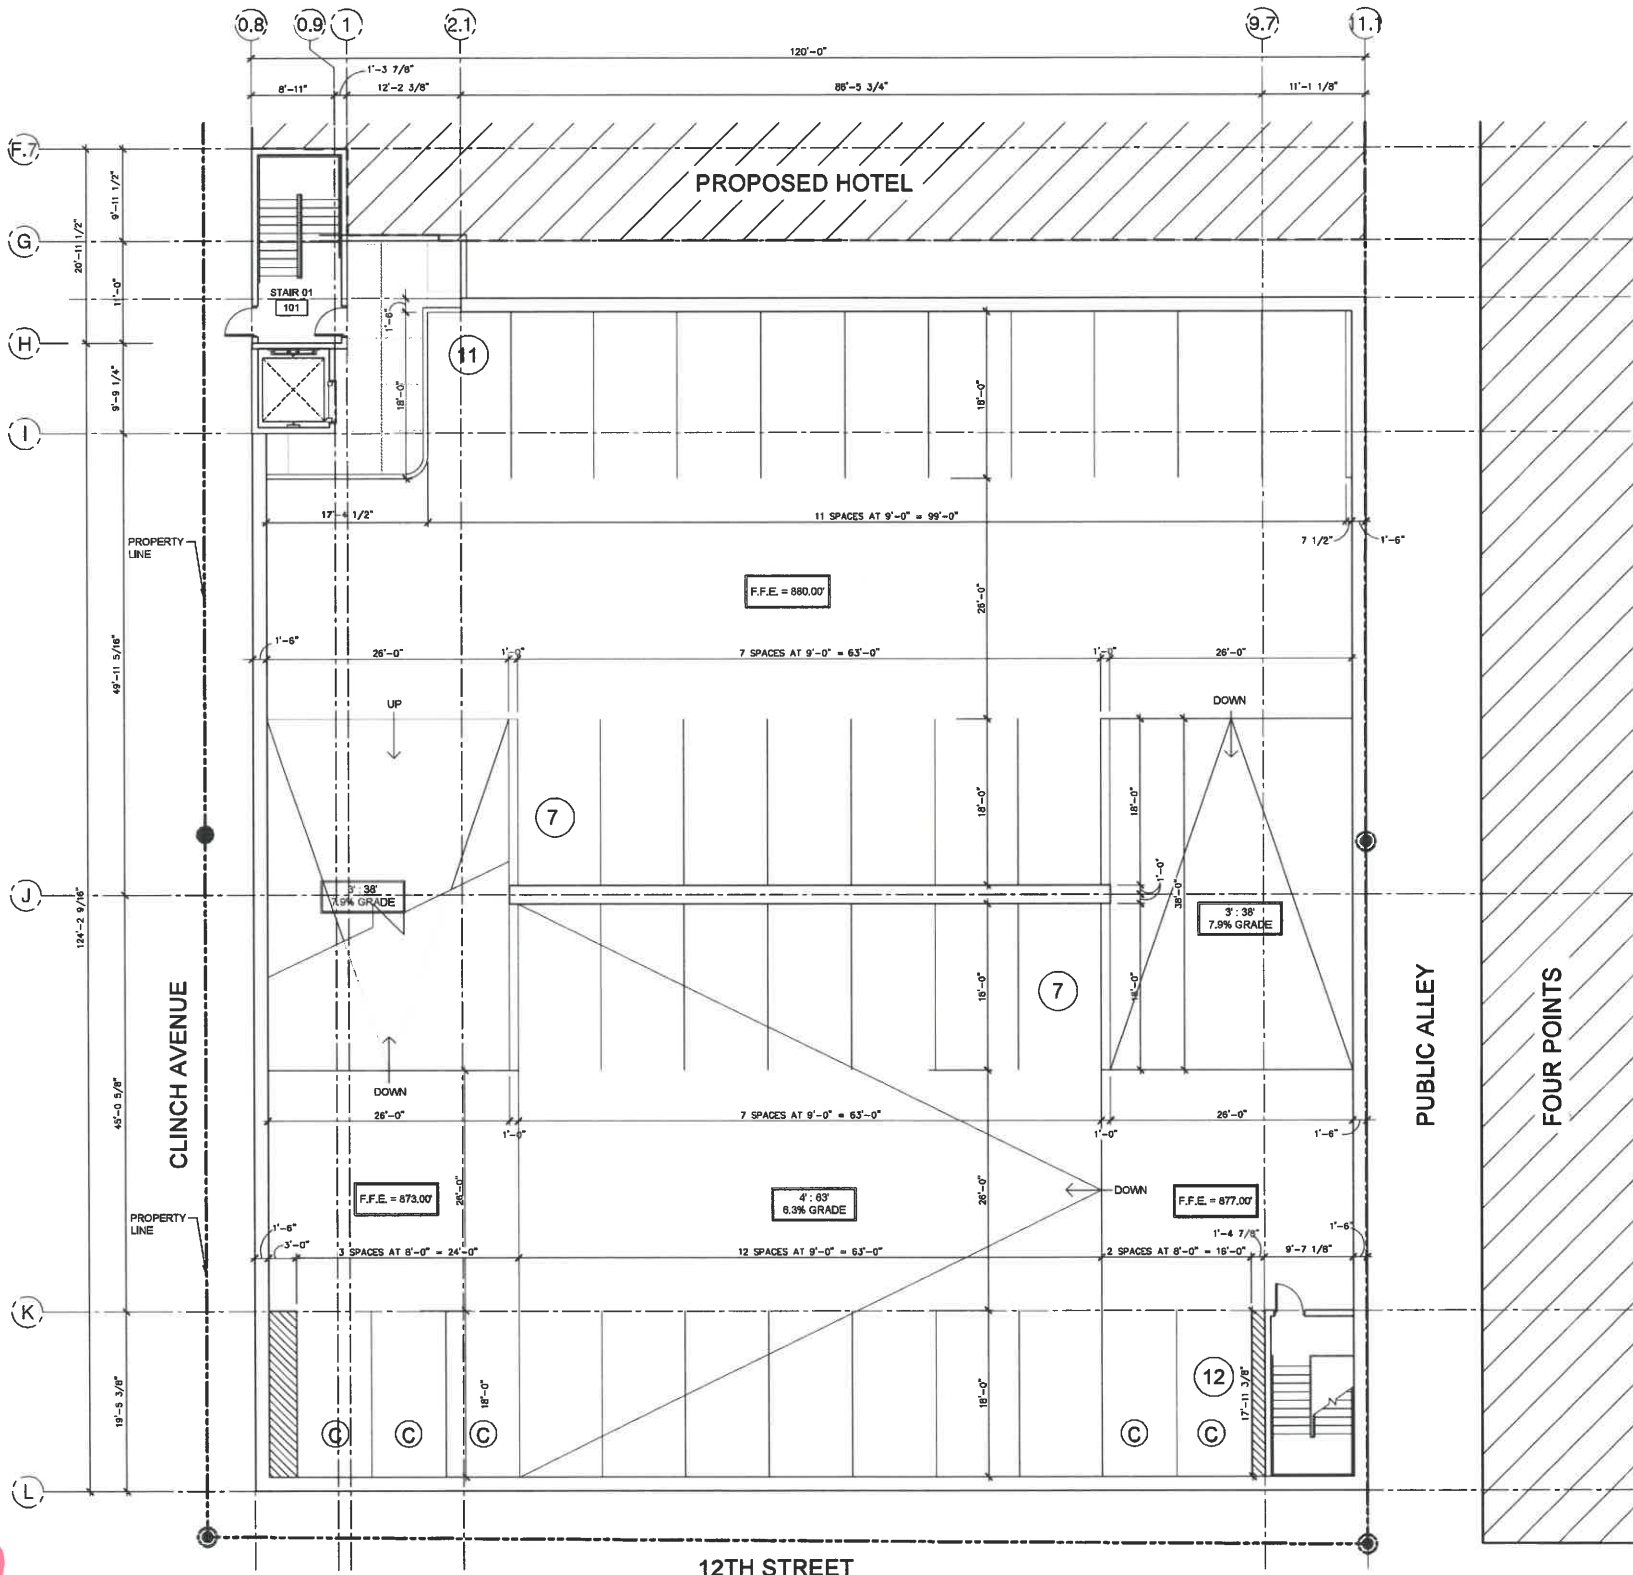 0.8 0.9 1 2.1 9.7 11.1
120'-0"
1'-3 7/8"
8'-11" 12'-2 3/8" 86'-5 3/4" 11'-1 1/8"
F.7
PROPOSED HOTEL
9'-11 1/2"
20'-11 1/2"
G
11'-0"
STAIR 01
101
1'-6"
H
11
9'-9 1/4"
18'-0" 18'-0"
I
17'-4 1/2" 11 SPACES AT 9'-0" = 99'-0"
7 1/2" 1'-6"
PROPERTY
LINE
F.F.E. = 880.00'
26'-0"
1'-6"
26'-0" 1'-0" 7 SPACES AT 9'-0" = 63'-0" 1'-0" 26'-0"
49'-11 5/16"
UP DOWN
7
18'-0" 18'-0"
1'-0"
38'-0"
J
3' : 38'
7.9% GRADE
3' : 38'
7.9% GRADE
124'-2 9/16"
7
18'-0" 18'-0"
CLINCH AVENUE
PUBLIC ALLEY
FOUR POINTS
45'-0 5/8"
DOWN
26'-0" 7 SPACES AT 9'-0" = 63'-0" 26'-0"
1'-0" 1'-0" 1'-6"
F.F.E. = 873.00'
26'-0"
4' : 63'
6.3% GRADE
26'-0"
DOWN
F.F.E. = 877.00'
PROPERTY
LINE
1'-6" 1'-4 7/8" 1'-6"
3'-0"
3 SPACES AT 8'-0" = 24'-0" 12 SPACES AT 9'-0" = 63'-0" 2 SPACES AT 8'-0" = 16'-0" 9'-7 1/8"
K
19'-5 3/8"
18'-0" 18'-0" 17'-11 3/8"
12
C C C C C
L
12TH STREET